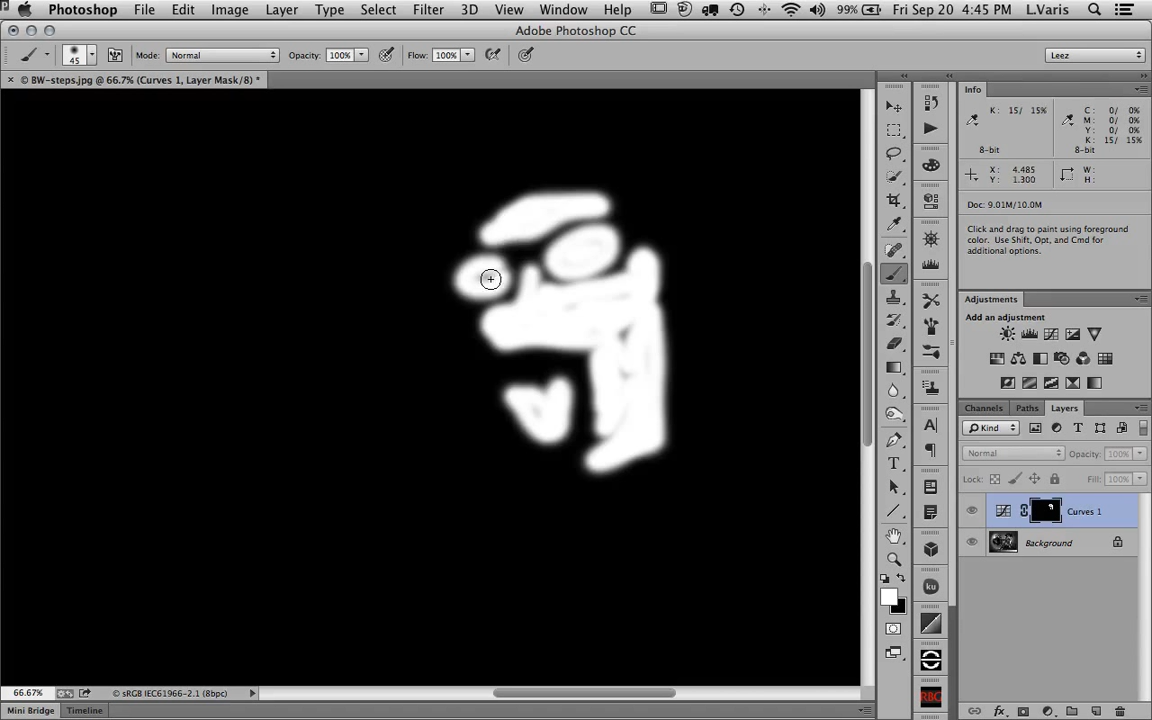 Photoshop File Edit Image Layer Type Select Filter 3D View Window Help 99% Fri Sep 20 4:45 PM L.Varis
Adobe Photoshop CC
45 Mode: Normal Opacity: 100% Flow: 100% Leez
× © BW-steps.jpg @ 66.7% (Curves 1, Layer Mask/8) *
Info
K: 15/ 15%
8-bit
C: 0/ 0%
M: 0/ 0%
Y: 0/ 0%
K: 15/ 15%
8-bit
X: 4.485
Y: 1.300
W:
H:
Doc: 9.01M/10.0M
Click and drag to paint using foreground
color. Use Shift, Opt, and Cmd for
additional options.
Adjustments
Add an adjustment
Channels Paths Layers
Kind
Normal Opacity: 100%
Lock: Fill: 100%
Curves 1
Background
A
T
ku
RBG
fx
66.67% © sRGB IEC61966-2.1 (8bpc)
Mini Bridge Timeline